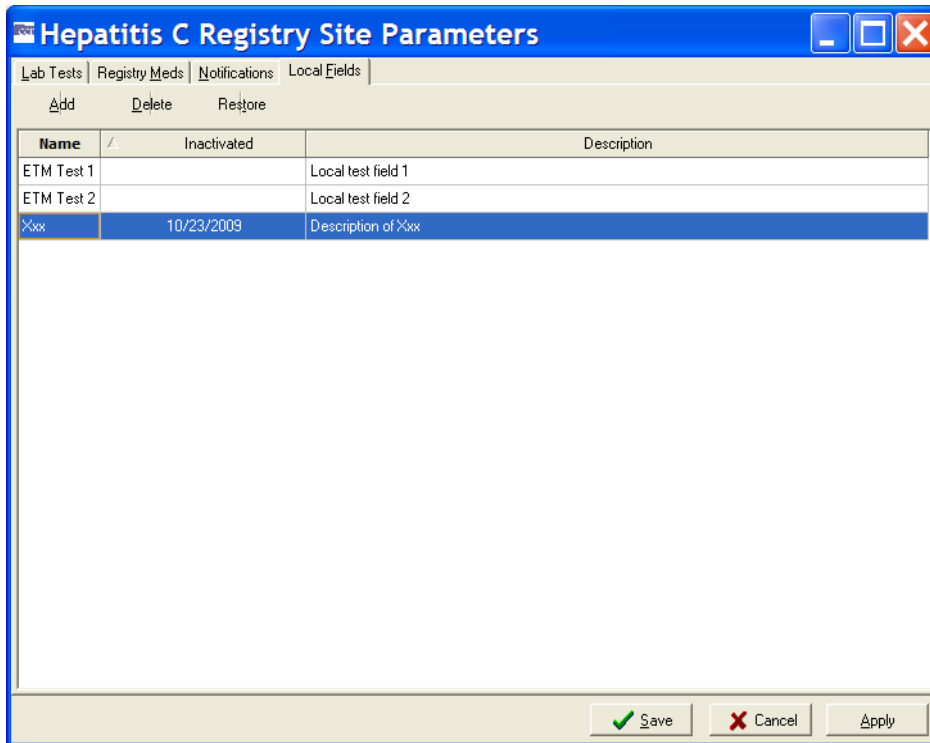 Hepatitis C Registry Site Parameters
Lab Tests Registry Meds Notifications Local Fields
Add Delete Restore
Name Inactivated Description
ETM Test 1 Local test field 1
ETM Test 2 Local test field 2
Xxx 10/23/2009 Description of Xxx
Save Cancel Apply